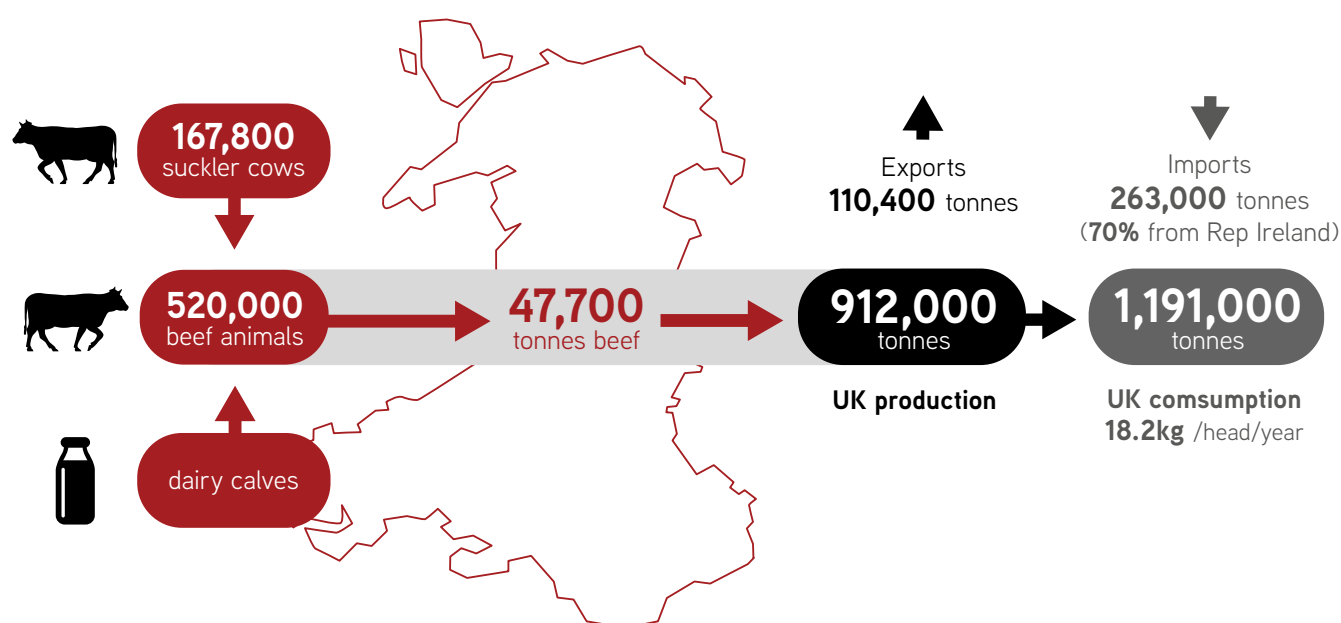 167,800
suckler cows
520,000
beef animals
dairy calves
47,700
tonnes beef
Exports
110,400 tonnes
912,000
tonnes
UK production
Imports
263,000 tonnes
(70% from Rep Ireland)
1,191,000
tonnes
UK comsumption
18.2kg /head/year